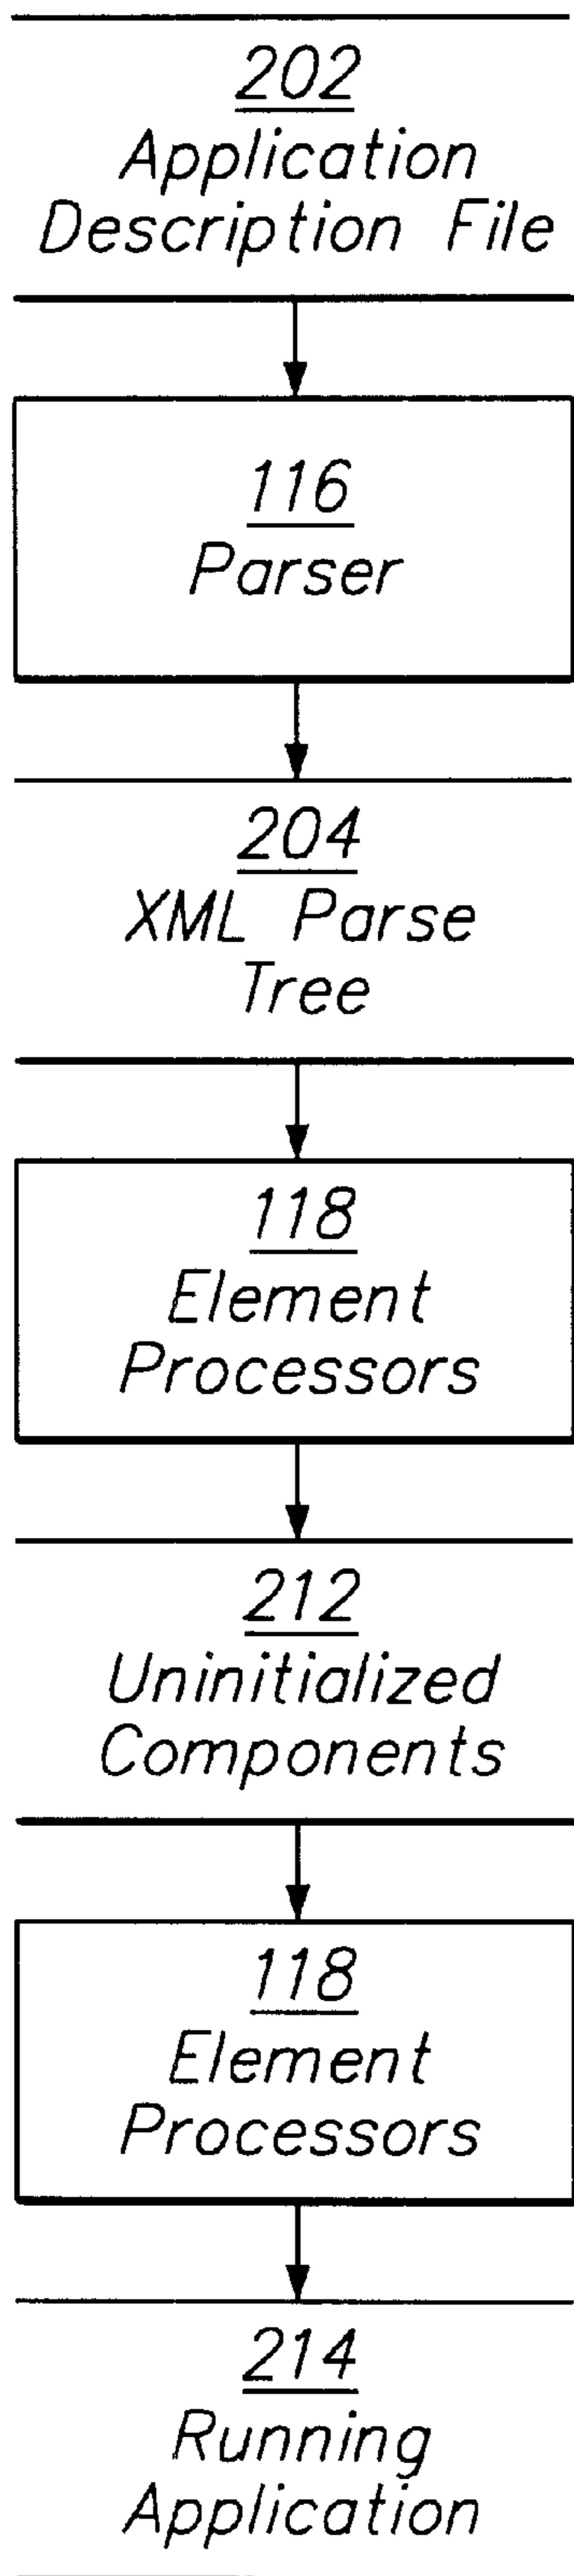 202
Application
Description File
116
Parser
204
XML Parse
Tree
118
Element
Processors
212
Uninitialized
Components
118
Element
Processors
214
Running
Application